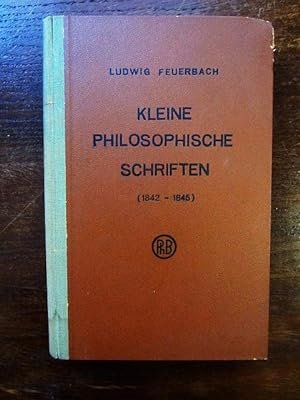 LUDWIG FEUERBACH
KLEINE
PHILOSOPHISCHE
SCHRIFTEN
(1842 - 1845)
PhB